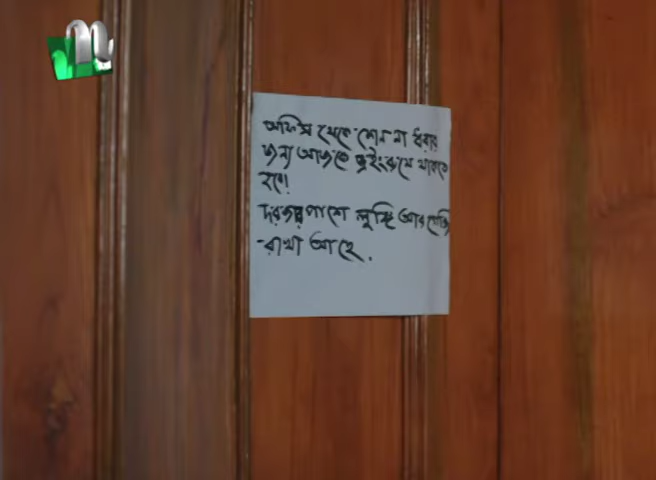 অফিস থেকে ফোন না ধরার
জন্য আজকে ড্রইংরুমে থাকতে
হবে!
দরজার পাশে লুঙ্গি আর গেঞ্জি
রাখা আছে.